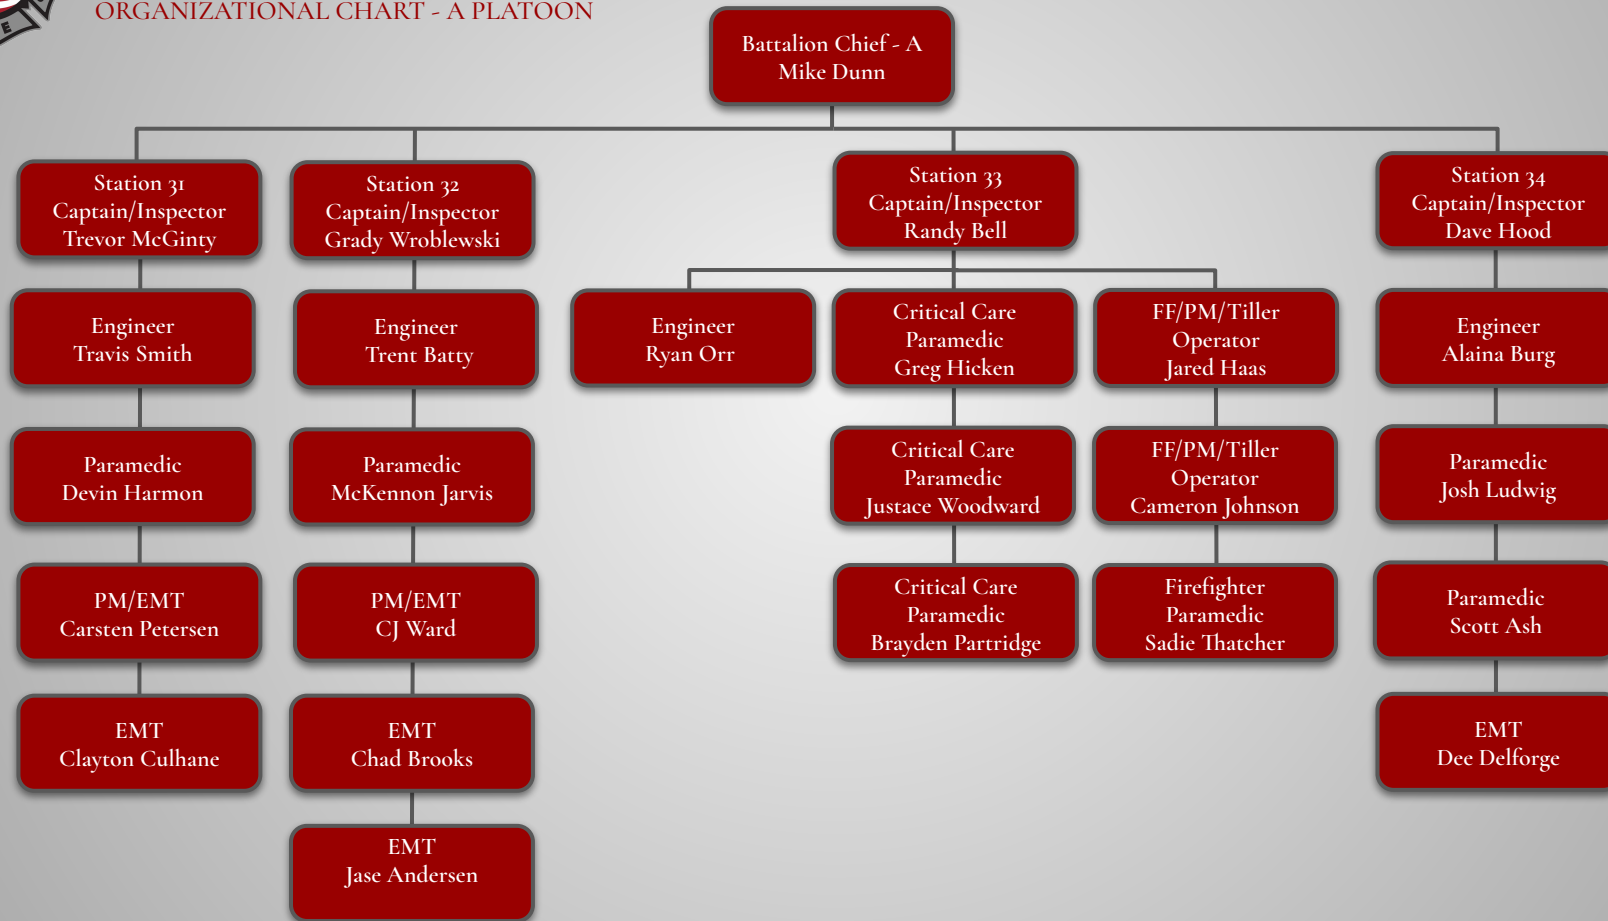 ORGANIZATIONAL CHART - A PLATOON
Battalion Chief - A
Mike Dunn
Station 31
Captain/Inspector
Trevor McGinty
Station 32
Captain/Inspector
Grady Wroblewski
Station 33
Captain/Inspector
Randy Bell
Station 34
Captain/Inspector
Dave Hood
Engineer
Travis Smith
Engineer
Trent Batty
Engineer
Ryan Orr
Critical Care
Paramedic
Greg Hicken
FF/PM/Tiller
Operator
Jared Haas
Engineer
Alaina Burg
Paramedic
Devin Harmon
Paramedic
McKennon Jarvis
Critical Care
Paramedic
Justace Woodward
FF/PM/Tiller
Operator
Cameron Johnson
Paramedic
Josh Ludwig
PM/EMT
Carsten Petersen
PM/EMT
CJ Ward
Critical Care
Paramedic
Brayden Partridge
Firefighter
Paramedic
Sadie Thatcher
Paramedic
Scott Ash
EMT
Clayton Culhane
EMT
Chad Brooks
EMT
Dee Delforge
EMT
Jase Andersen